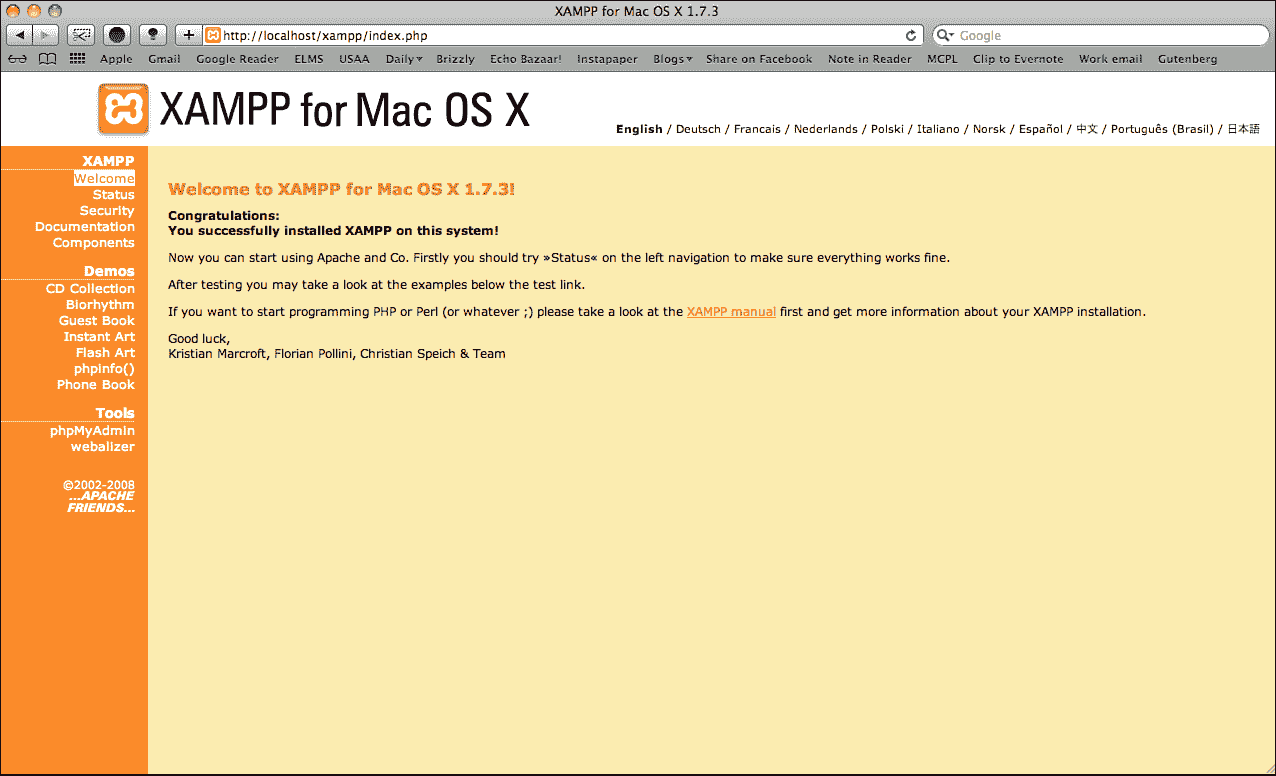 XAMPP for Mac OS X 1.7.3
http://localhost/xampp/index.php
Google
Apple Gmail Google Reader ELMS USAA Daily Brizzly Echo Bazaar! Instapaper Blogs Share on Facebook Note in Reader MCPL Clip to Evernote Work email Gutenberg
XAMPP for Mac OS X
English / Deutsch / Francais / Nederlands / Polski / Italiano / Norsk / Español / 中文 / Português (Brasil) / 日本語
XAMPP
Welcome
Status
Security
Documentation
Components
Demos
CD Collection
Biorhythm
Guest Book
Instant Art
Flash Art
phpinfo()
Phone Book
Tools
phpMyAdmin
webalizer
©2002-2008
...APACHE
FRIENDS...
Welcome to XAMPP for Mac OS X 1.7.3!
Congratulations:
You successfully installed XAMPP on this system!
Now you can start using Apache and Co. Firstly you should try »Status« on the left navigation to make sure everything works fine.
After testing you may take a look at the examples below the test link.
If you want to start programming PHP or Perl (or whatever ;) please take a look at the XAMPP manual first and get more information about your XAMPP installation.
Good luck,
Kristian Marcroft, Florian Pollini, Christian Speich & Team